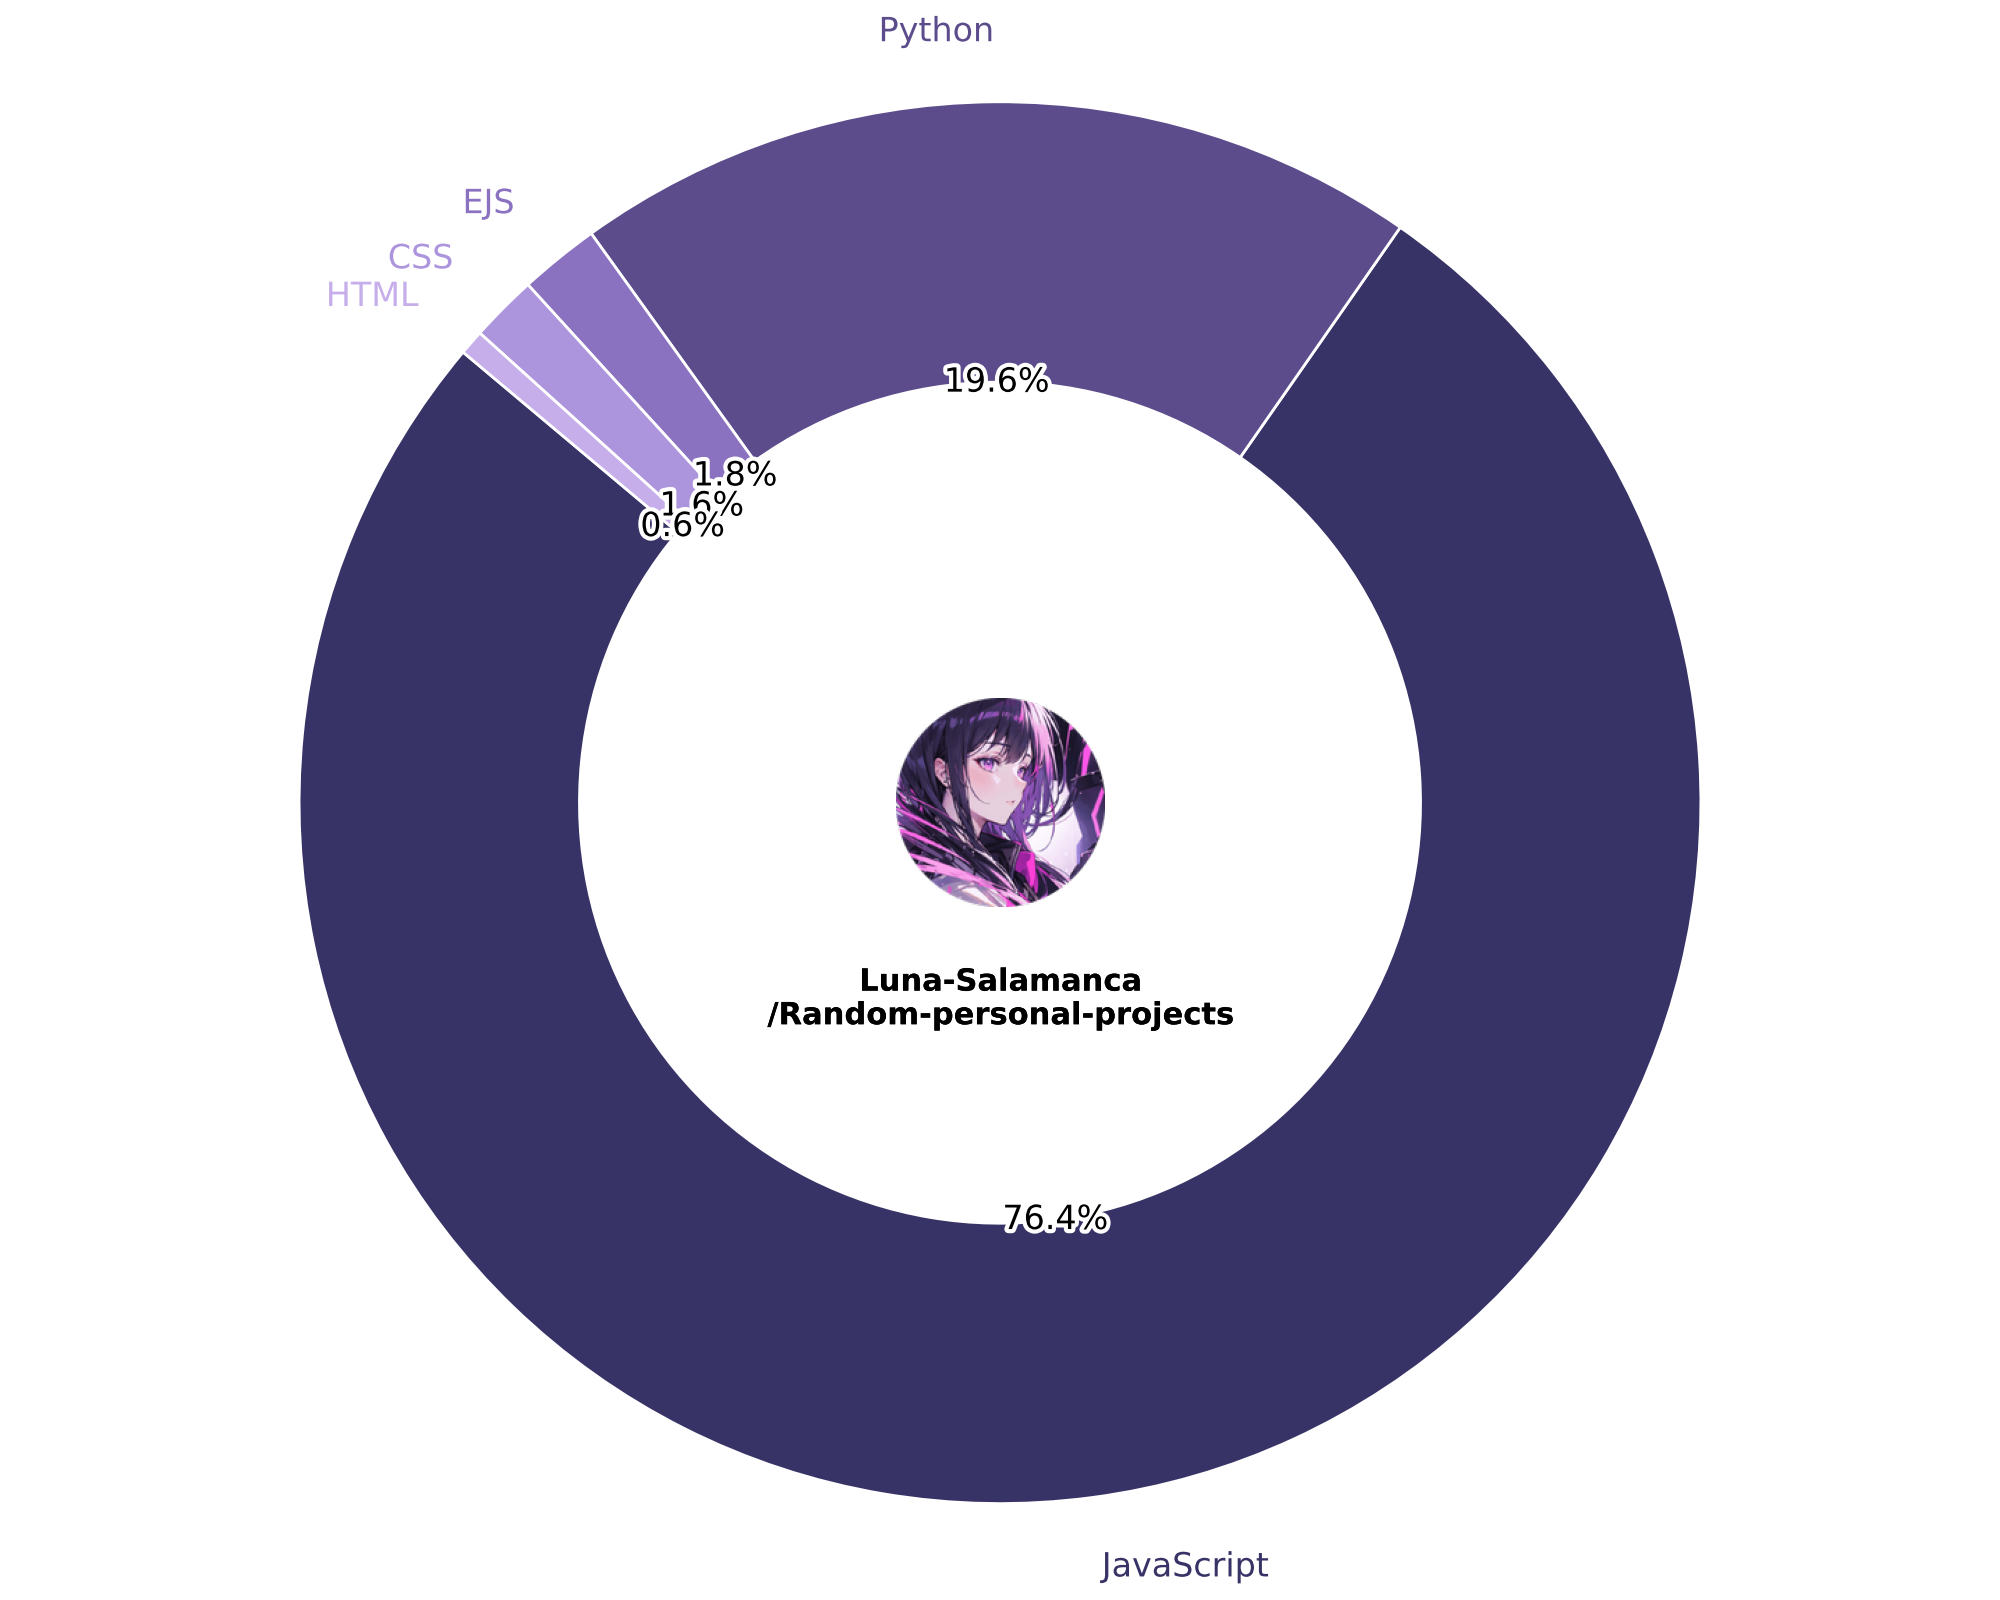 Python
EJS
CSS
HTML
19.6%
1.8%
1.6%
0.6%
Luna-Salamanca
/Random-personal-projects
76.4%
JavaScript